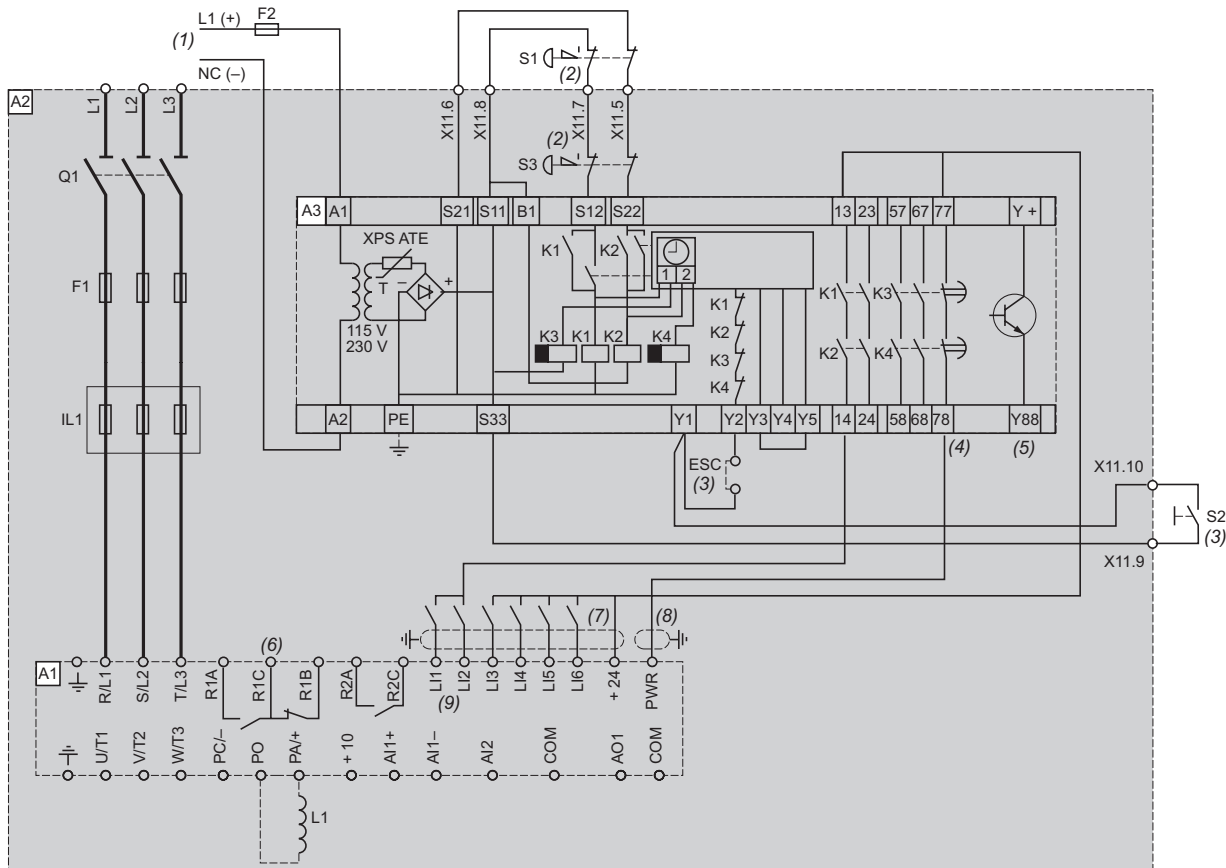 L1 (+)
F2
(1)
NC (–)
S1
(2)
A2
L1
L2
L3
X11.6
X11.8
X11.7
X11.5
(2)
S3
Q1
A3
A1
S21
S11
B1
S12
S22
13
23
57
67
77
Y +
XPS ATE
K1
K2
1
2
T
–
+
F1
115 V
230 V
K1
K3
K1
K2
K3
K1
K2
K4
K3
K2
K4
K4
IL1
A2
PE
S33
Y1
Y2
Y3
Y4
Y5
14
24
58
68
78
Y88
(4)
(5)
ESC
(3)
X11.10
S2
(3)
X11.9
(7)
(8)
(6)
A1
R/L1
S/L2
T/L3
R1A
R1C
R1B
R2A
R2C
LI1
LI2
LI3
LI4
LI5
LI6
+ 24
PWR
(9)
U/T1
V/T2
W/T3
PC/–
PO
PA/+
+ 10
AI1+
AI1–
AI2
COM
AO1
COM
L1